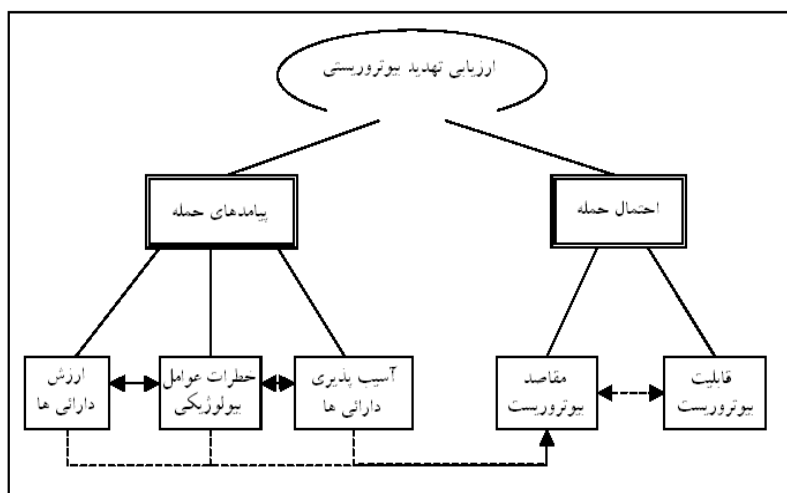 ارزیابی تهدید بیوتروریستی
احتمال حمله
پیامدهای حمله
قابلیت
بیوتروریست
مقاصد
بیوتروریست
آسیب پذیری
دارائی ها
خطرات عوامل
بیولوژیکی
ارزش
دارائی ها